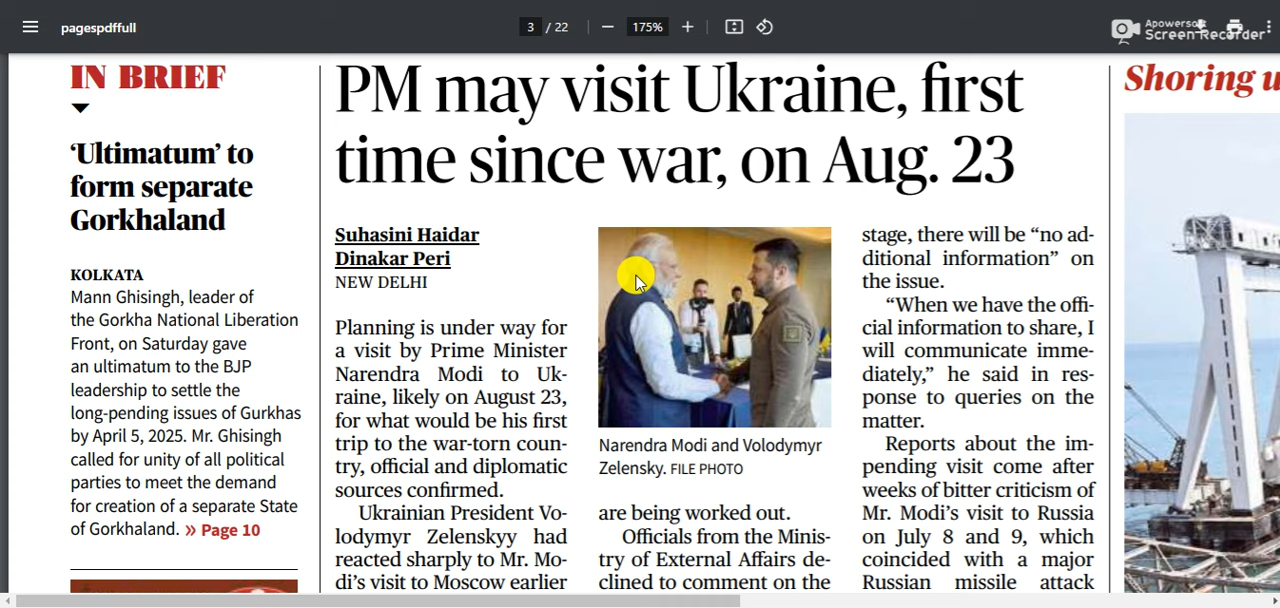 pagespdffull
3 / 22
175%
Apowersoft
Screen Recorder
IN BRIEF
‘Ultimatum’ to
form separate
Gorkhaland
KOLKATA
Mann Ghisingh, leader of
the Gorkha National Liberation
Front, on Saturday gave
an ultimatum to the BJP
leadership to settle the
long-pending issues of Gurkhas
by April 5, 2025. Mr. Ghisingh
called for unity of all political
parties to meet the demand
for creation of a separate State
of Gorkhaland. » Page 10
PM may visit Ukraine, first
time since war, on Aug. 23
Suhasini Haidar
Dinakar Peri
NEW DELHI
Planning is under way for
a visit by Prime Minister
Narendra Modi to Uk-
raine, likely on August 23,
for what would be his first
trip to the war-torn coun-
try, official and diplomatic
sources confirmed.
Ukrainian President Vo-
lodymyr Zelenskyy had
reacted sharply to Mr. Mo-
di’s visit to Moscow earlier
Narendra Modi and Volodymyr
Zelensky. FILE PHOTO
are being worked out.
Officials from the Minis-
try of External Affairs de-
clined to comment on the
stage, there will be “no ad-
ditional information” on
the issue.
“When we have the offi-
cial information to share, I
will communicate imme-
diately,” he said in res-
ponse to queries on the
matter.
Reports about the im-
pending visit come after
weeks of bitter criticism of
Mr. Modi’s visit to Russia
on July 8 and 9, which
coincided with a major
Russian missile attack
Shoring u